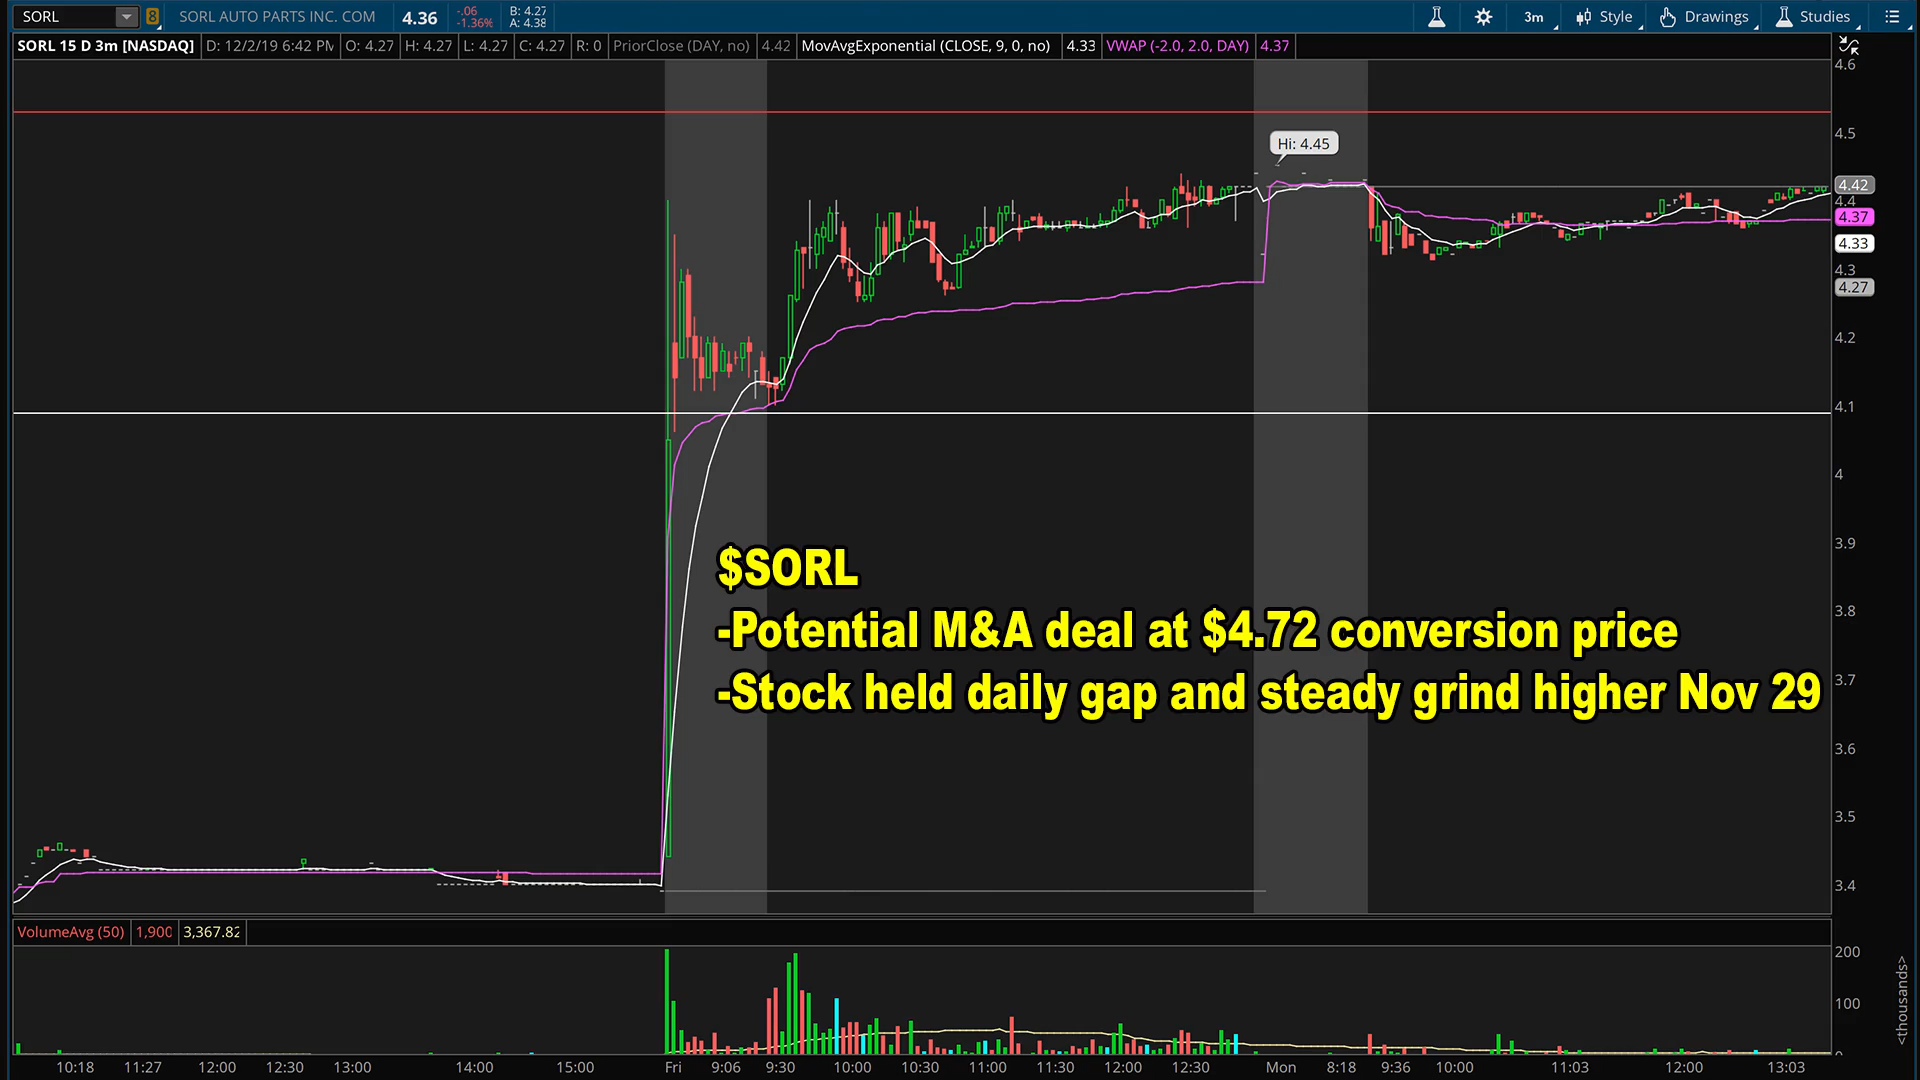 SORL 8 SORL AUTO PARTS INC. COM 4.36 -.06 -1.36% B: 4.27 A: 4.38 3m Style Drawings Studies
SORL 15 D 3m [NASDAQ] D: 12/2/19 6:42 PM O: 4.27 H: 4.27 L: 4.27 C: 4.27 R: 0 PriorClose (DAY, no) 4.42 MovAvgExponential (CLOSE, 9, 0, no) 4.33 VWAP (-2.0, 2.0, DAY) 4.37
4.6
4.5
Hi: 4.45
4.42
4.4
4.37
4.33
4.3
4.27
4.2
4.1
4
3.9
$SORL
3.8
-Potential M&A deal at $4.72 conversion price
-Stock held daily gap and steady grind higher Nov 29
3.7
3.6
3.5
3.4
VolumeAvg (50) 1,900 3,367.82
200
100
<thousands>
0
10:18 11:27 12:00 12:30 13:00 14:00 15:00 Fri 9:06 9:30 10:00 10:30 11:00 11:30 12:00 12:30 Mon 8:18 9:36 10:00 11:03 12:00 13:03